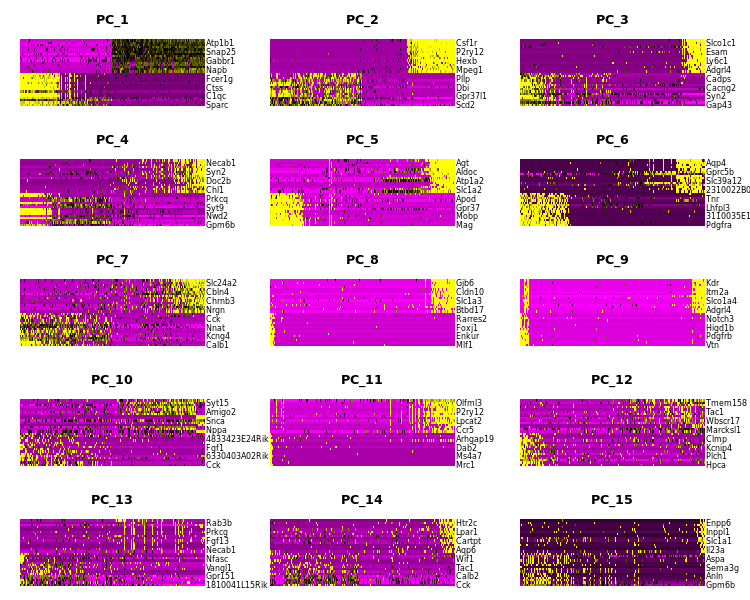 PC_1
Atp1b1
Snap25
Gabbr1
Napb
Fcer1g
Ctss
C1qc
Sparc
PC_2
Csf1r
P2ry12
Hexb
Mpeg1
Pllp
Dbi
Gpr37l1
Scd2
PC_3
Slco1c1
Esam
Ly6c1
Adgrl4
Cadps
Cacng2
Syn2
Gap43
PC_4
Necab1
Syn2
Doc2b
Chl1
Prkcq
Syt9
Nwd2
Gpm6b
PC_5
Agt
Aldoc
Atp1a2
Slc1a2
Apod
Gpr37
Mobp
Mag
PC_6
Aqp4
Gprc5b
Slc39a12
2310022B0
Tnr
Lhfpl3
3110035E1
Pdgfra
PC_7
Slc24a2
Cbln4
Chrnb3
Nrgn
Cck
Nnat
Kcng4
Calb1
PC_8
Gjb6
Cldn10
Slc1a3
Btbd17
Rarres2
Foxj1
Enkur
Mlf1
PC_9
Kdr
Itm2a
Slco1a4
Adgrl4
Notch3
Higd1b
Pdgfrb
Vtn
PC_10
Syt15
Amigo2
Snca
Nppa
4833423E24Rik
Fgf1
6330403A02Rik
Cck
PC_11
Olfml3
P2ry12
Lpcat2
Ccr5
Arhgap19
Dab2
Ms4a7
Mrc1
PC_12
Tmem158
Tac1
Wbscr17
Marcksl1
Clmp
Kcnip4
Plch1
Hpca
PC_13
Rab3b
Prkcg
Fgf13
Necab1
Nfasc
Vangl1
Gpr151
1810041L15Rik
PC_14
Htr2c
Lpar1
Cartpt
Aqp6
Wif1
Tac1
Calb2
Cck
PC_15
Enpp6
Inppl1
Slc1a1
Il23a
Aspa
Sema3g
Anln
Gpm6b